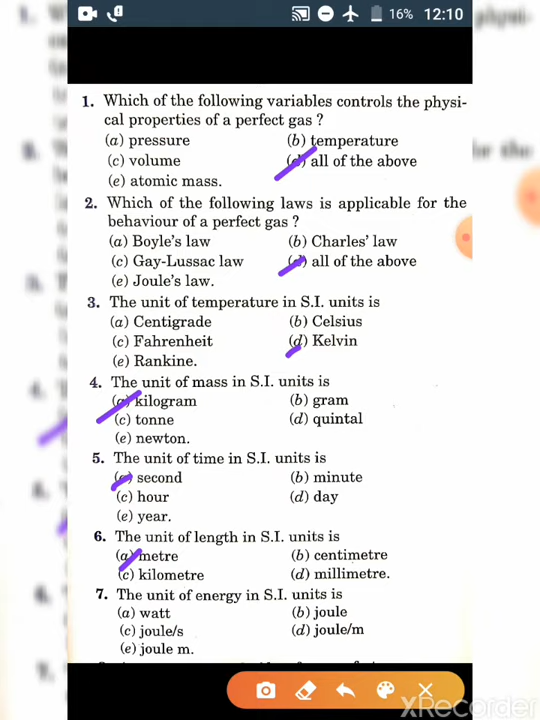 16% 12:10
1. Which of the following variables controls the physi-
cal properties of a perfect gas ?
(a) pressure (b) temperature
(c) volume (d) all of the above
(e) atomic mass.
2. Which of the following laws is applicable for the
behaviour of a perfect gas ?
(a) Boyle's law (b) Charles' law
(c) Gay-Lussac law (d) all of the above
(e) Joule's law.
3. The unit of temperature in S.I. units is
(a) Centigrade (b) Celsius
(c) Fahrenheit (d) Kelvin
(e) Rankine.
4. The unit of mass in S.I. units is
(a) kilogram (b) gram
(c) tonne (d) quintal
(e) newton.
5. The unit of time in S.I. units is
(a) second (b) minute
(c) hour (d) day
(e) year.
6. The unit of length in S.I. units is
(a) metre (b) centimetre
(c) kilometre (d) millimetre.
7. The unit of energy in S.I. units is
(a) watt (b) joule
(c) joule/s (d) joule/m
(e) joule m.
XRecorder